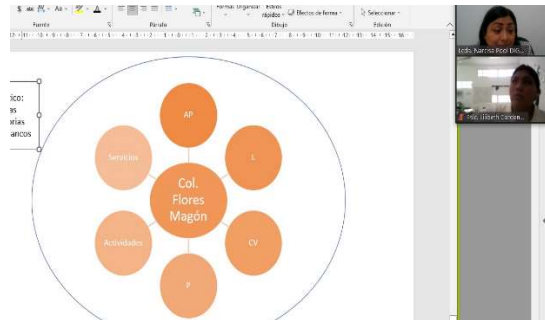 Formas Organizar Estilos
rápidos
Efectos de forma
Seleccionar
Fuente
Párrafo
Dibujo
Edición
ico:
as
orias
ancos
AP
Servicios
S
Col.
Flores
Magón
Actividades
CV
P